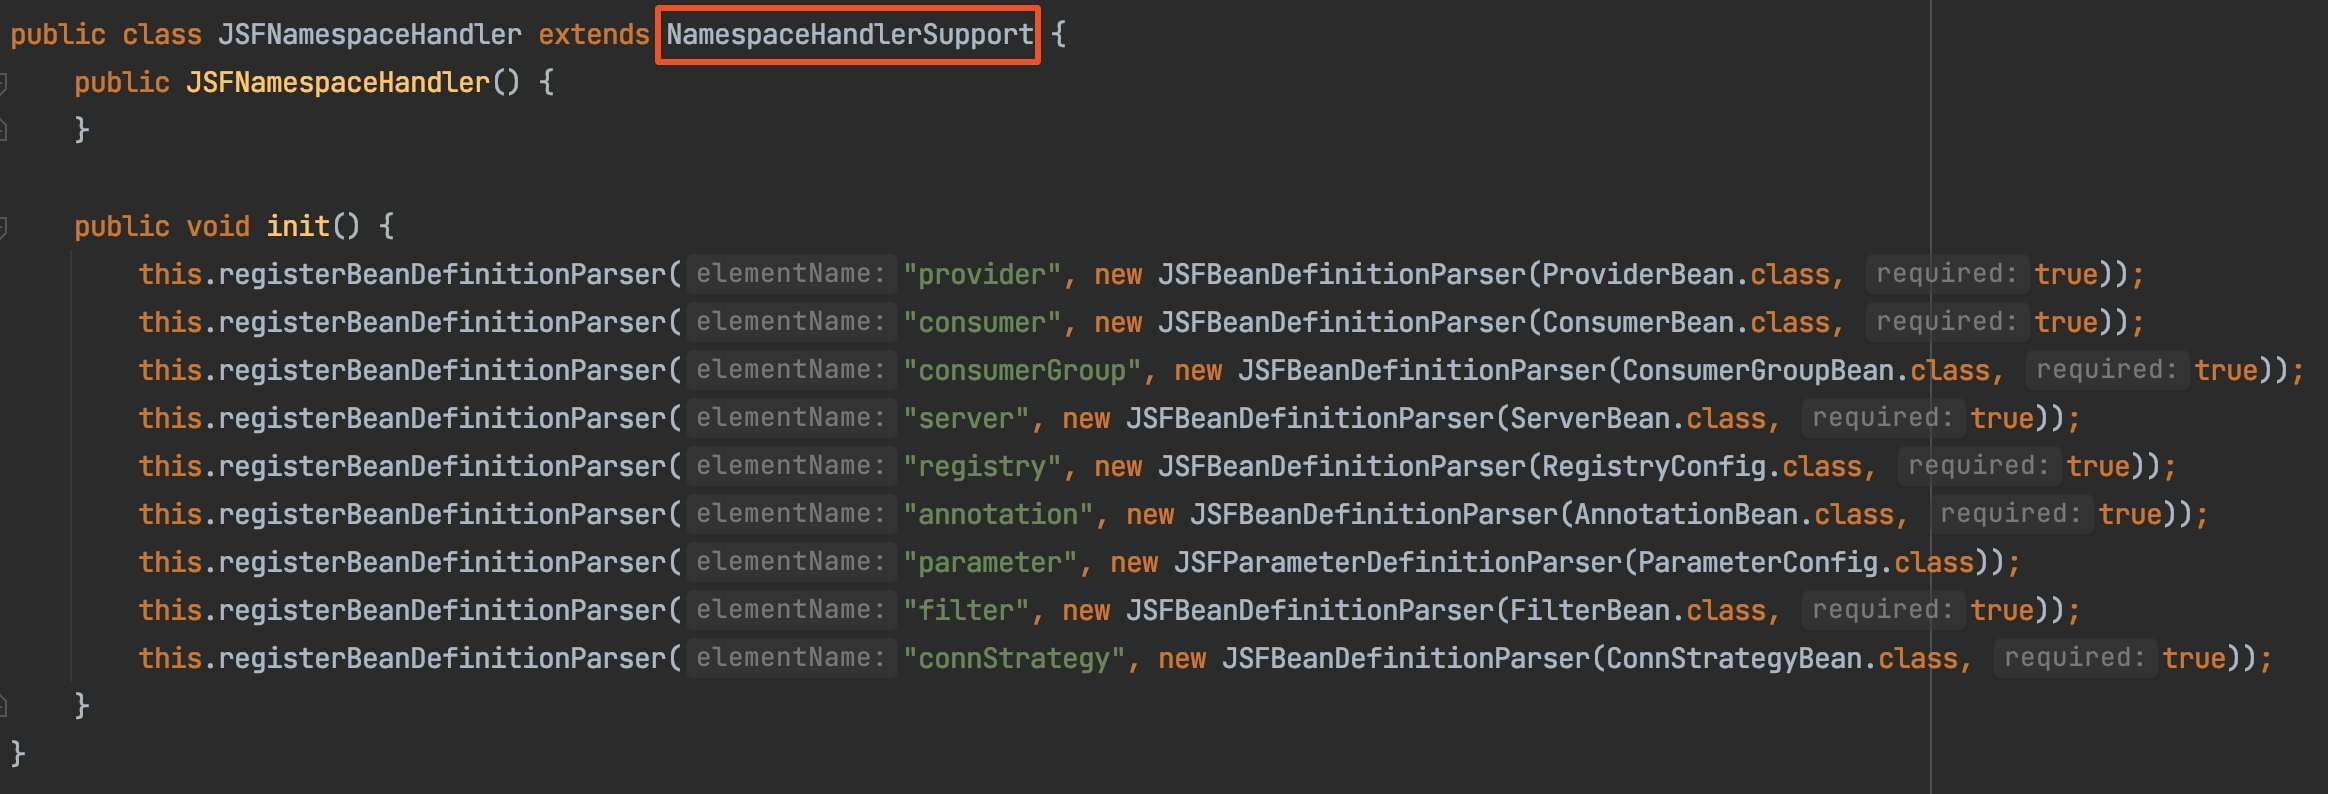 public class JSFNamespaceHandler extends NamespaceHandlerSupport {
    public JSFNamespaceHandler() {
    }

    public void init() {
        this.registerBeanDefinitionParser( elementName: "provider", new JSFBeanDefinitionParser(ProviderBean.class, required: true));
        this.registerBeanDefinitionParser( elementName: "consumer", new JSFBeanDefinitionParser(ConsumerBean.class, required: true));
        this.registerBeanDefinitionParser( elementName: "consumerGroup", new JSFBeanDefinitionParser(ConsumerGroupBean.class, required: true));
        this.registerBeanDefinitionParser( elementName: "server", new JSFBeanDefinitionParser(ServerBean.class, required: true));
        this.registerBeanDefinitionParser( elementName: "registry", new JSFBeanDefinitionParser(RegistryConfig.class, required: true));
        this.registerBeanDefinitionParser( elementName: "annotation", new JSFBeanDefinitionParser(AnnotationBean.class, required: true));
        this.registerBeanDefinitionParser( elementName: "parameter", new JSFParameterDefinitionParser(ParameterConfig.class));
        this.registerBeanDefinitionParser( elementName: "filter", new JSFBeanDefinitionParser(FilterBean.class, required: true));
        this.registerBeanDefinitionParser( elementName: "connStrategy", new JSFBeanDefinitionParser(ConnStrategyBean.class, required: true));
    }
}